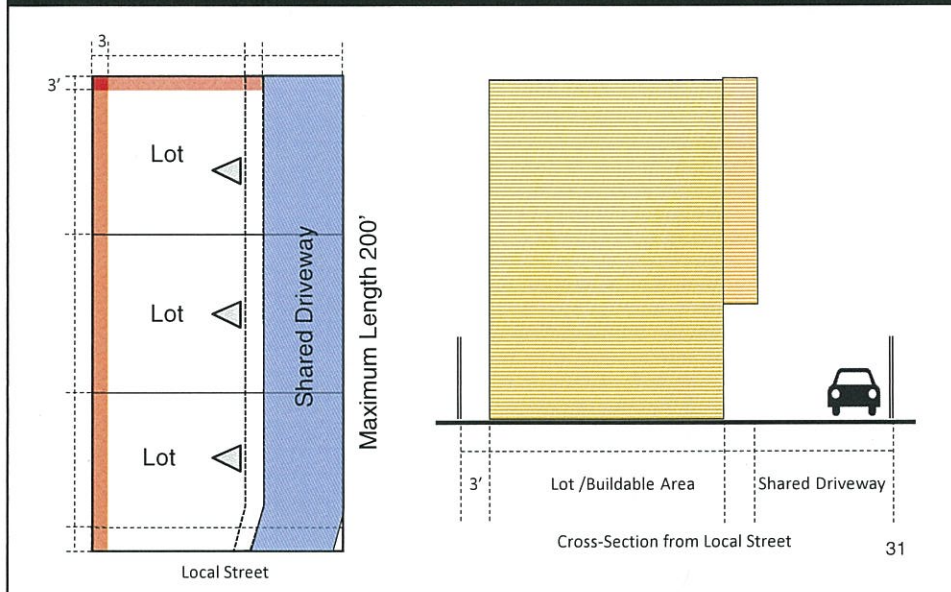 3
3'
Lot
Lot
Lot
Shared Driveway
Maximum Length 200'
Local Street
3'
Lot /Buildable Area
Shared Driveway
Cross-Section from Local Street
31